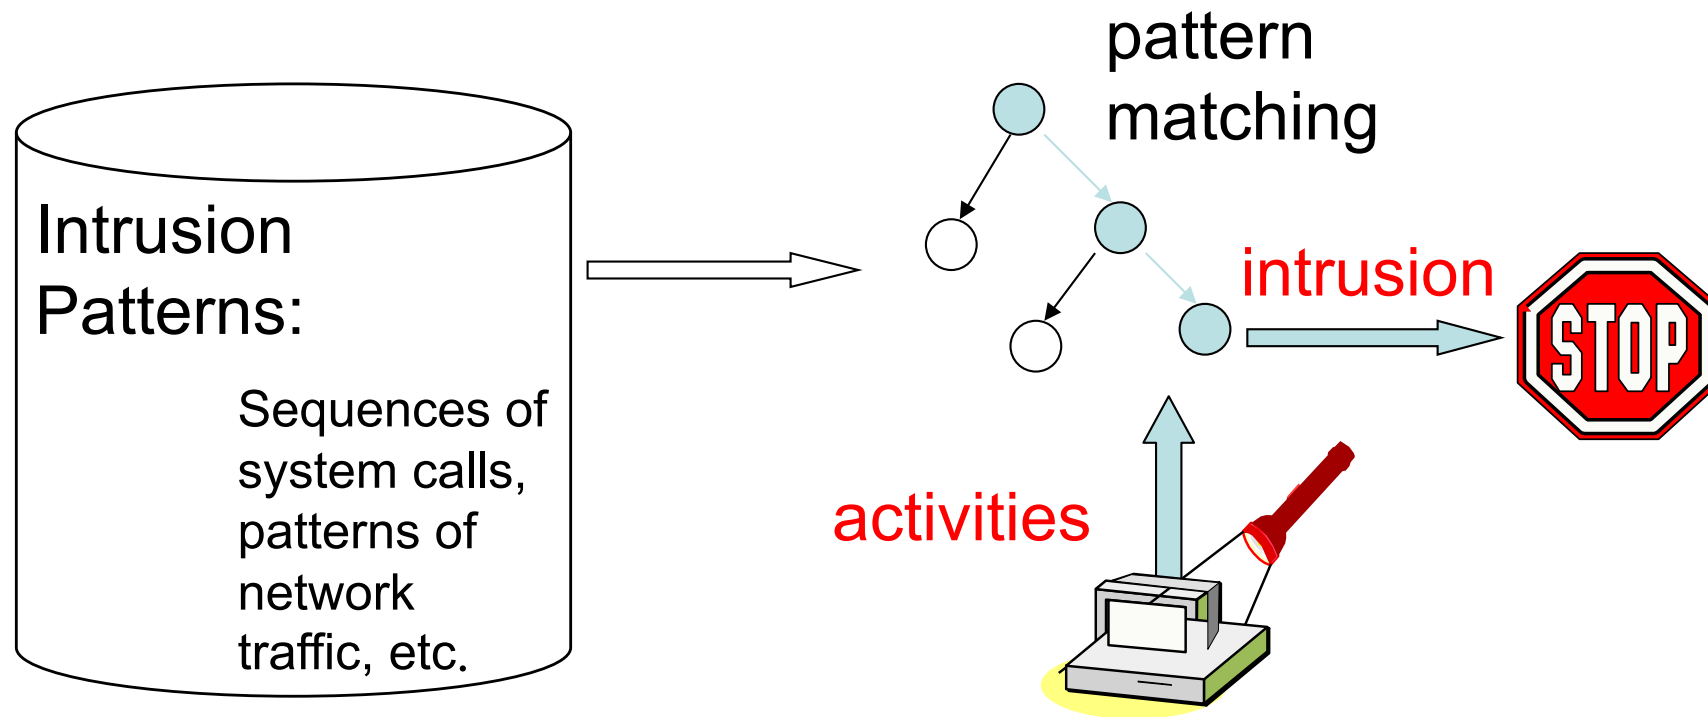 pattern
matching
Intrusion
Patterns:
Sequences of
system calls,
patterns of
network
traffic, etc.
intrusion
STOP
activities